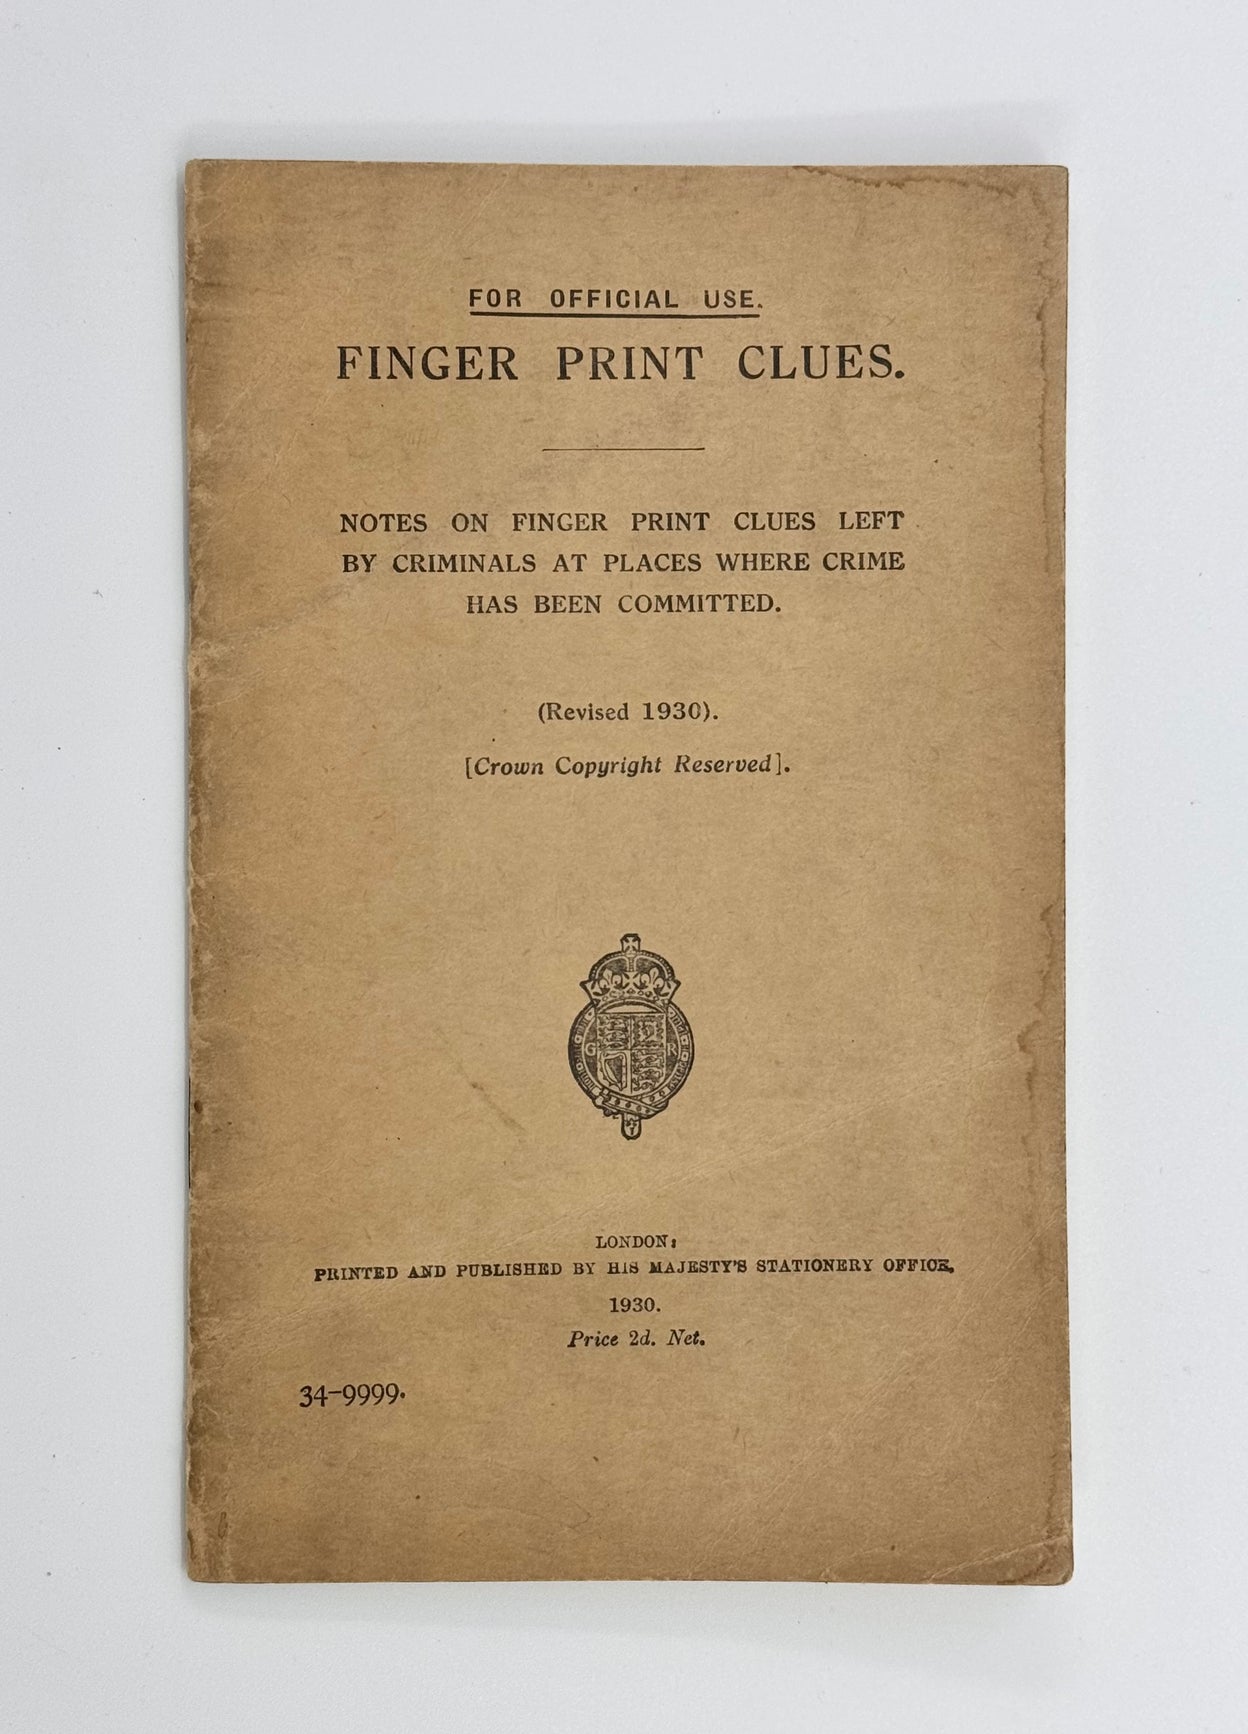 FOR OFFICIAL USE.
FINGER PRINT CLUES.
NOTES ON FINGER PRINT CLUES LEFT
BY CRIMINALS AT PLACES WHERE CRIME
HAS BEEN COMMITTED.
(Revised 1930).
[Crown Copyright Reserved].
G R
LONDON:
PRINTED AND PUBLISHED BY HIS MAJESTY'S STATIONERY OFFICE.
1930.
Price 2d. Net.
34-9999.